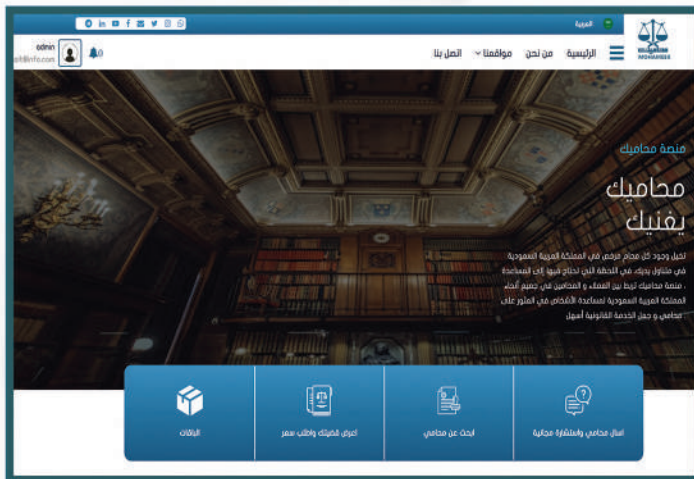 العربية
الرئيسية
من نحن
مواقعنا
اتصل بنا
0
admin
MOHAMEEK
منصة محاميك
محاميك
يغنيك
تخيل وجود كل محامٍ مرخص في المملكة العربية السعودية
في متناول يديك، في اللحظة التي تحتاج فيها إلى المساعدة
، منصة محاميك تربط بين العملاء و المحامين في جميع أنحاء
المملكة العربية السعودية لمساعدة الأشخاص في العثور على
محامي و جعل الخدمة القانونية أسهل
اسأل محامي واستشارة مجانية
ابحث عن محامي
اعرض قضيتك واطلب سعر
الباقات